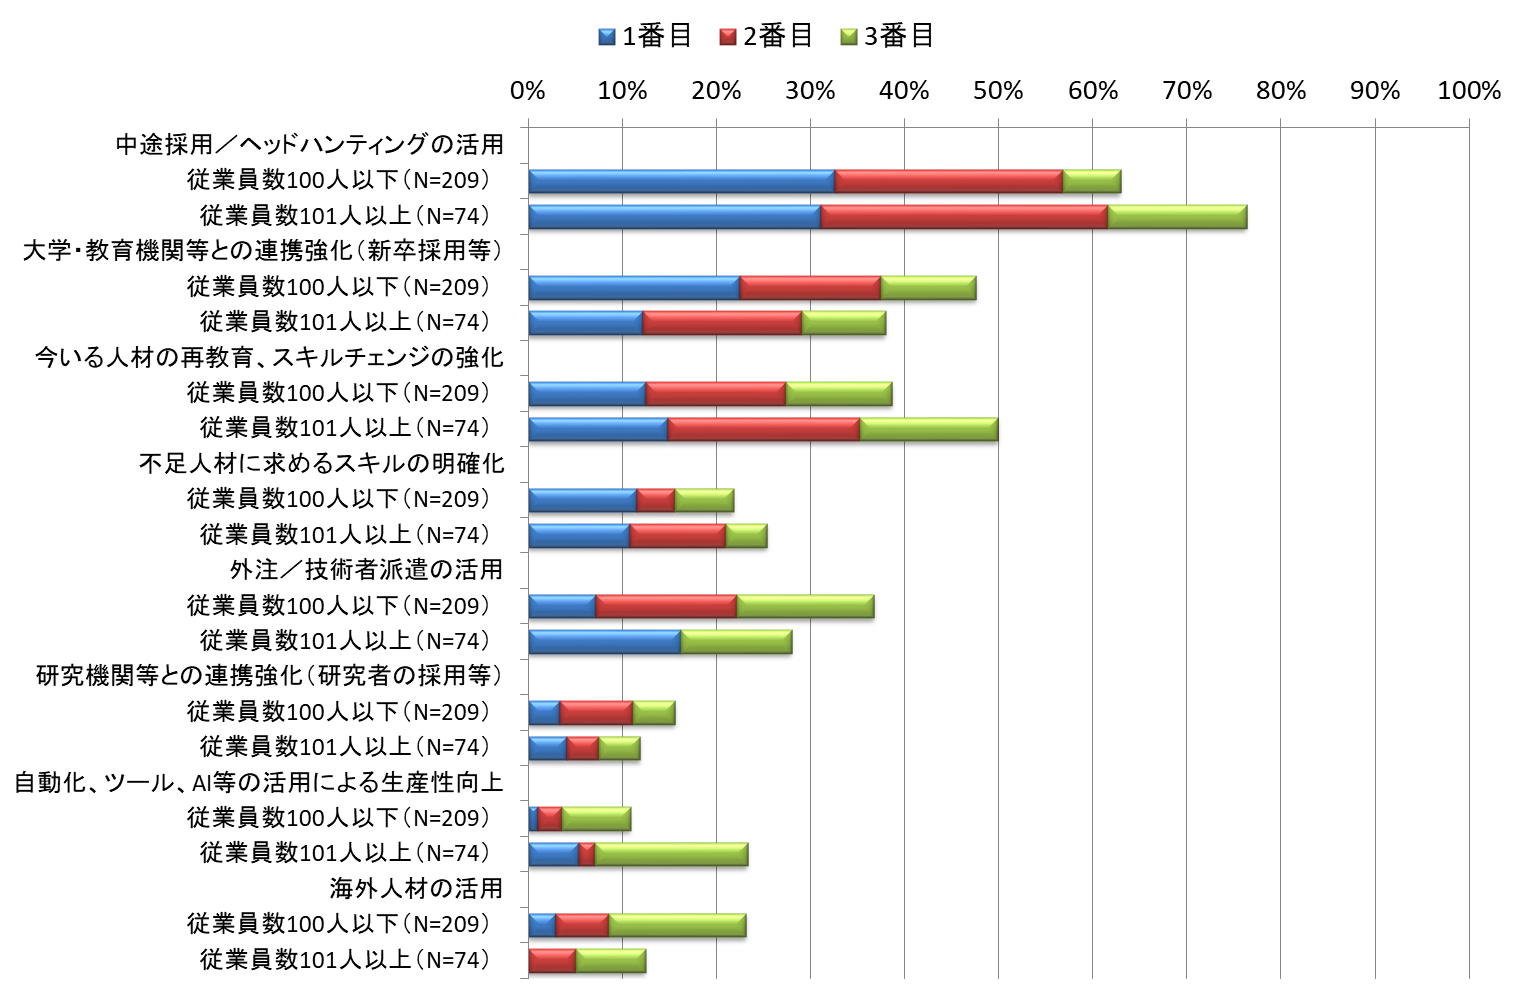 1番目 2番目 3番目
0% 10% 20% 30% 40% 50% 60% 70% 80% 90% 100%
中途採用／ヘッドハンティングの活用
従業員数100人以下（N=209）
従業員数101人以上（N=74）
大学・教育機関等との連携強化（新卒採用等）
従業員数100人以下（N=209）
従業員数101人以上（N=74）
今いる人材の再教育、スキルチェンジの強化
従業員数100人以下（N=209）
従業員数101人以上（N=74）
不足人材に求めるスキルの明確化
従業員数100人以下（N=209）
従業員数101人以上（N=74）
外注／技術者派遣の活用
従業員数100人以下（N=209）
従業員数101人以上（N=74）
研究機関等との連携強化（研究者の採用等）
従業員数100人以下（N=209）
従業員数101人以上（N=74）
自動化、ツール、AI等の活用による生産性向上
従業員数100人以下（N=209）
従業員数101人以上（N=74）
海外人材の活用
従業員数100人以下（N=209）
従業員数101人以上（N=74）